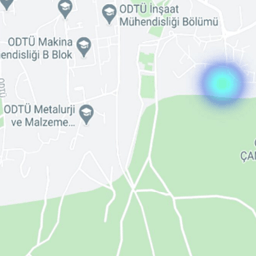 ODTÜ İnşaat
Mühendisliği Bölümü
ODTÜ Makina
endisliği B Blok
ODTÜ Metalurji
ve Malzeme...
ÇA